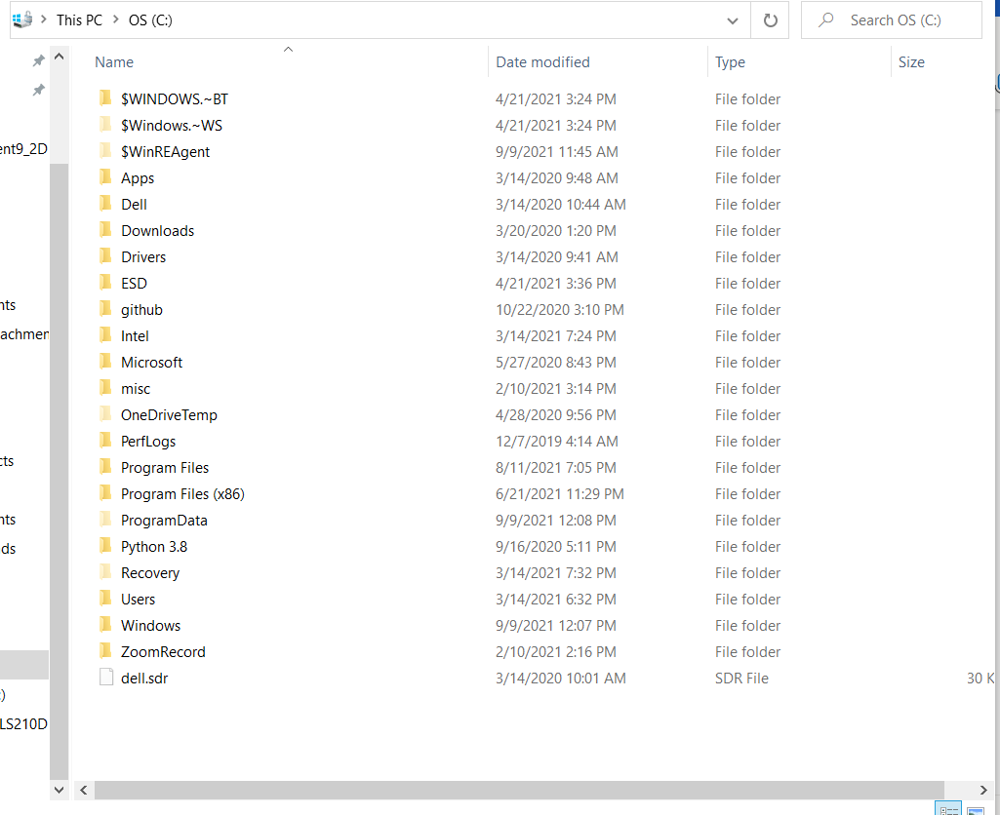 This PC > OS (C:)
Search OS (C:)
Name Date modified Type Size
$WINDOWS.~BT 4/21/2021 3:24 PM File folder
$Windows.~WS 4/21/2021 3:24 PM File folder
$WinREAgent 9/9/2021 11:45 AM File folder
ent9_2D
Apps 3/14/2020 9:48 AM File folder
Dell 3/14/2020 10:44 AM File folder
Downloads 3/20/2020 1:20 PM File folder
Drivers 3/14/2020 9:41 AM File folder
ESD 4/21/2021 3:36 PM File folder
nts
github 10/22/2020 3:10 PM File folder
achmen
Intel 3/14/2021 7:24 PM File folder
Microsoft 5/27/2020 8:43 PM File folder
misc 2/10/2021 3:14 PM File folder
OneDriveTemp 4/28/2020 9:56 PM File folder
PerfLogs 12/7/2019 4:14 AM File folder
cts
Program Files 8/11/2021 7:05 PM File folder
Program Files (x86) 6/21/2021 11:29 PM File folder
nts
ProgramData 9/9/2021 12:08 PM File folder
ds
Python 3.8 9/16/2020 5:11 PM File folder
Recovery 3/14/2021 7:32 PM File folder
Users 3/14/2021 6:32 PM File folder
Windows 9/9/2021 12:07 PM File folder
ZoomRecord 2/10/2021 2:16 PM File folder
dell.sdr 3/14/2020 10:01 AM SDR File 30 K
:)
LS210D